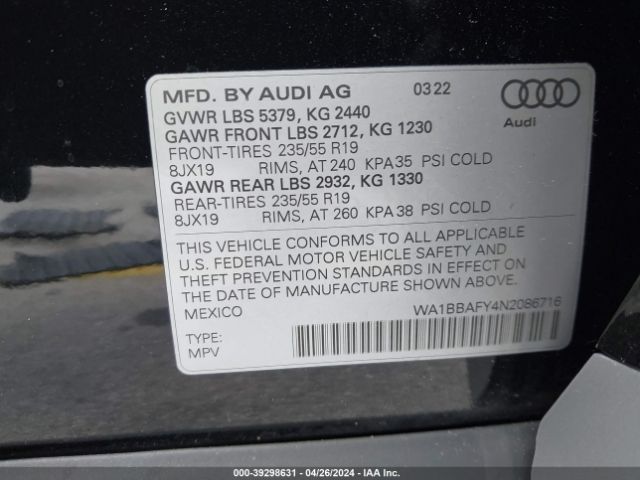 MFD. BY AUDI AG 0322
GVWR LBS 5379, KG 2440
GAWR FRONT LBS 2712, KG 1230
FRONT-TIRES 235/55 R19
8JX19 RIMS, AT 240 KPA35 PSI COLD
GAWR REAR LBS 2932, KG 1330
REAR-TIRES 235/55 R19
8JX19 RIMS, AT 260 KPA 38 PSI COLD
Audi
THIS VEHICLE CONFORMS TO ALL APPLICABLE
U.S. FEDERAL MOTOR VEHICLE SAFETY AND
THEFT PREVENTION STANDARDS IN EFFECT ON
THE DATE OF MANUFACTURE SHOWN ABOVE.
MEXICO WA1BBAFY4N2086716
TYPE:
MPV
000-39298631 - 04/26/2024 - IAA Inc.